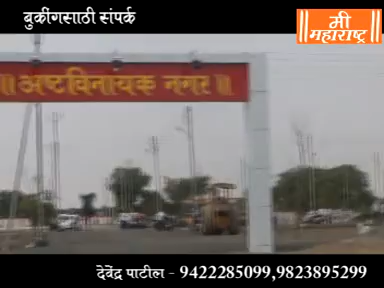 बुकींगसाठी संपर्क
मी
महाराष्ट्र
॥ अष्टविनायक नगर ॥
देवेंद्र पाटील - 9422285099,9823895299